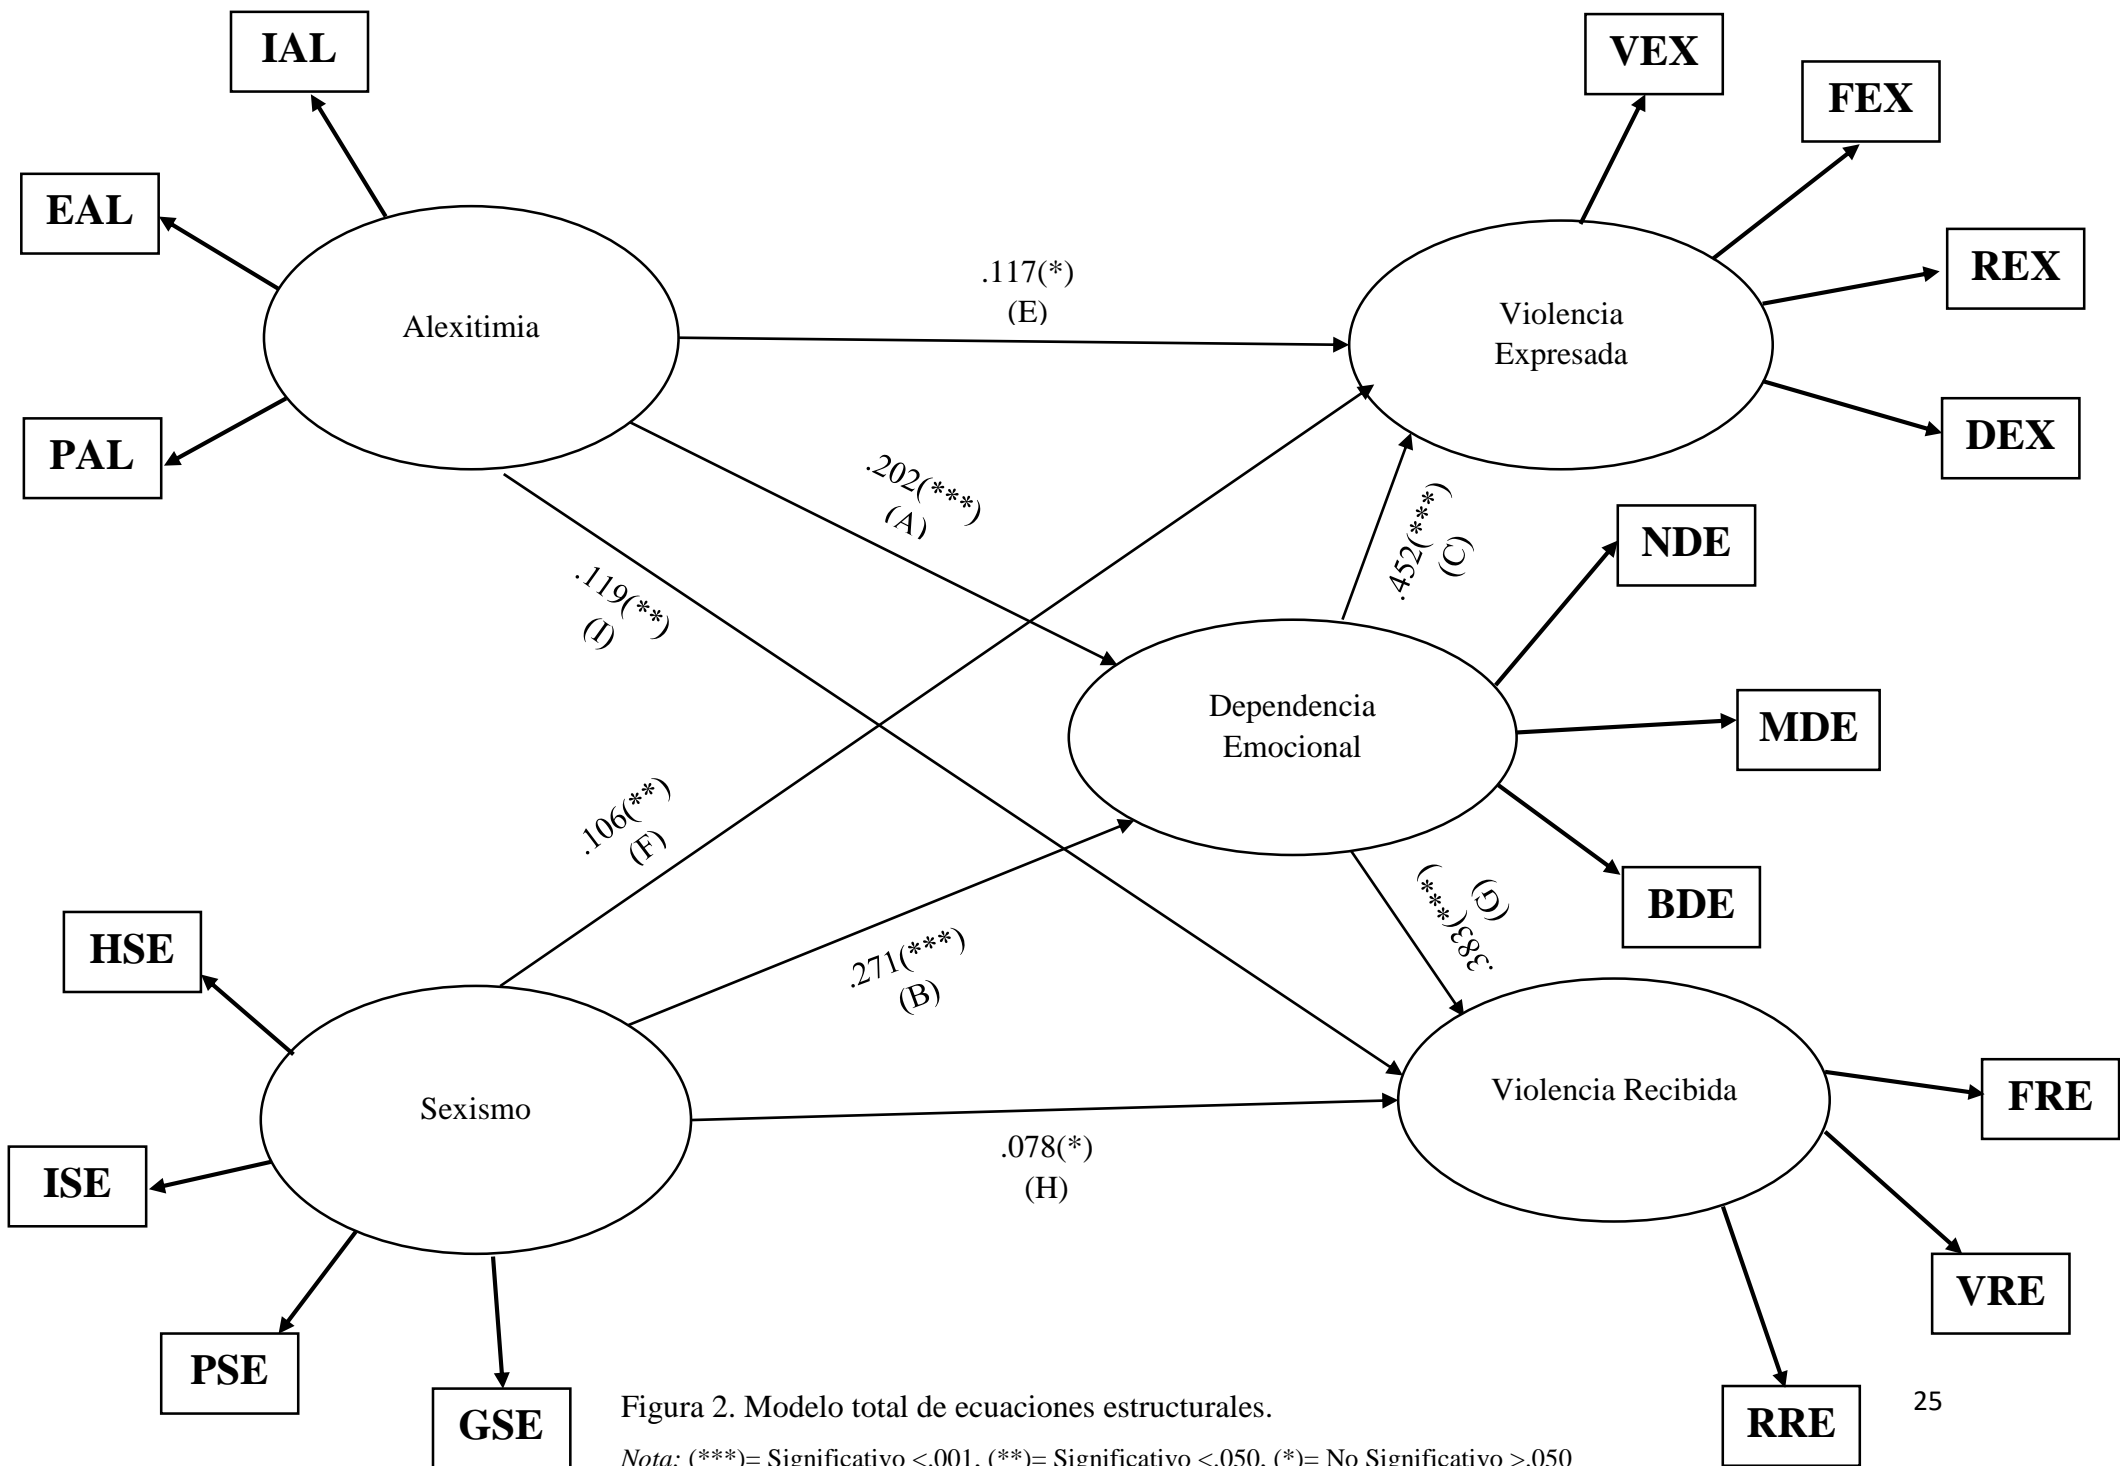 IAL
VEX
FEX
EAL
REX
.117(*)
(E)
Alexitimia
Violencia
Expresada
PAL
DEX
.202(***)
(A)
.452(***)
(C)
NDE
.119(**)
(I)
Dependencia
Emocional
MDE
.106(**)
(F)
BDE
.383(***)
(G)
HSE
.271(***)
(B)
Sexismo
Violencia Recibida
FRE
.078(*)
(H)
ISE
VRE
PSE
GSE
RRE
25
Figura 2. Modelo total de ecuaciones estructurales.
Nota: (***)= Significativo <.001, (**)= Significativo <.050, (*)= No Significativo >.050